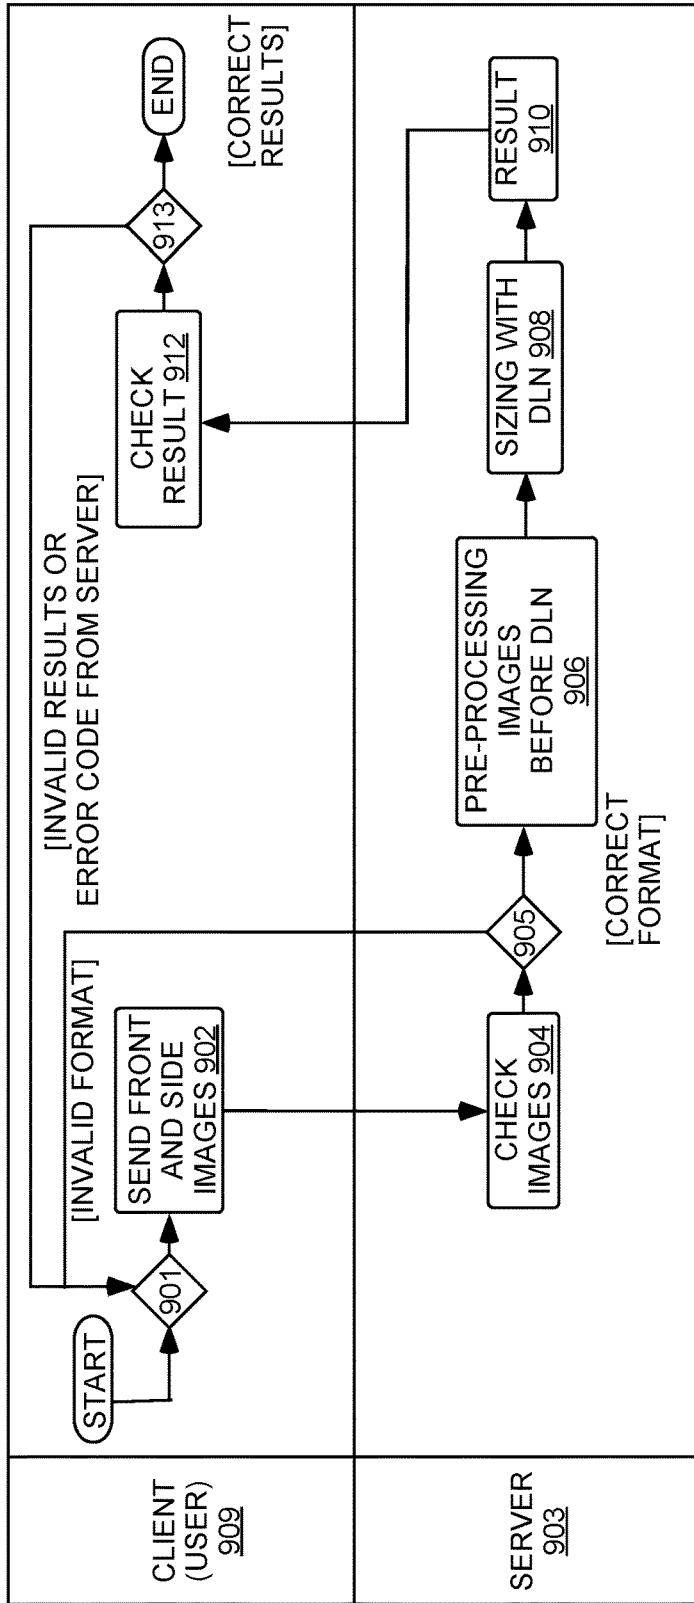 CLIENT
(USER)
909
START
901
[INVALID FORMAT]
SEND FRONT
AND SIDE
IMAGES 902
[INVALID RESULTS OR
ERROR CODE FROM SERVER]
CHECK
RESULT 912
913
END
[CORRECT
RESULTS]
SERVER
903
CHECK
IMAGES 904
905
[CORRECT
FORMAT]
PRE-PROCESSING
IMAGES
BEFORE DLN
906
SIZING WITH
DLN 908
RESULT
910